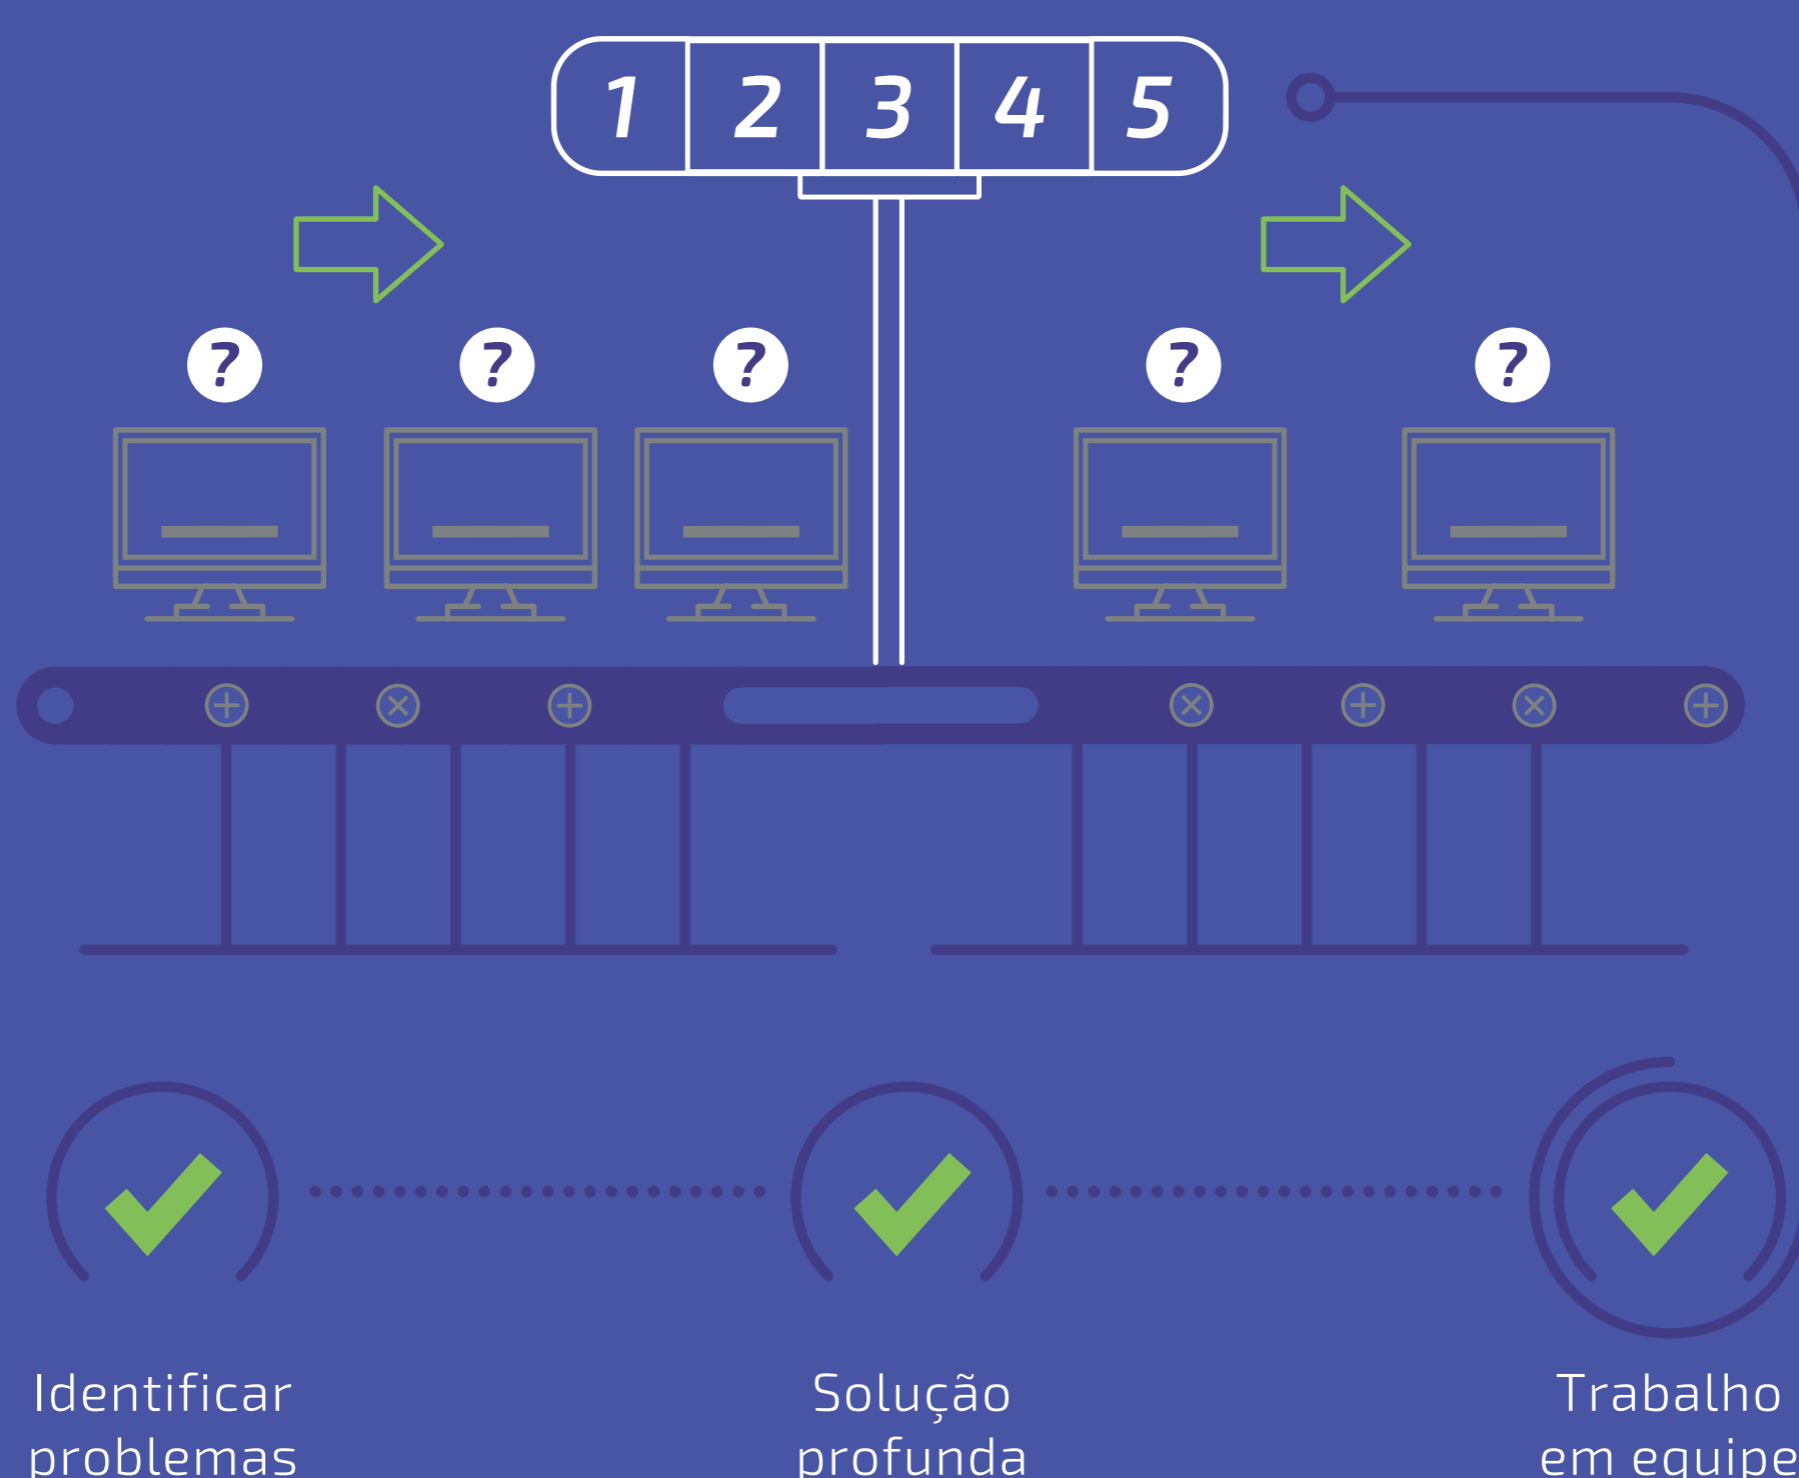 1 2 3 4 5
? ? ? ? ?
Identificar
problemas
Solução
profunda
Trabalho
em equipe